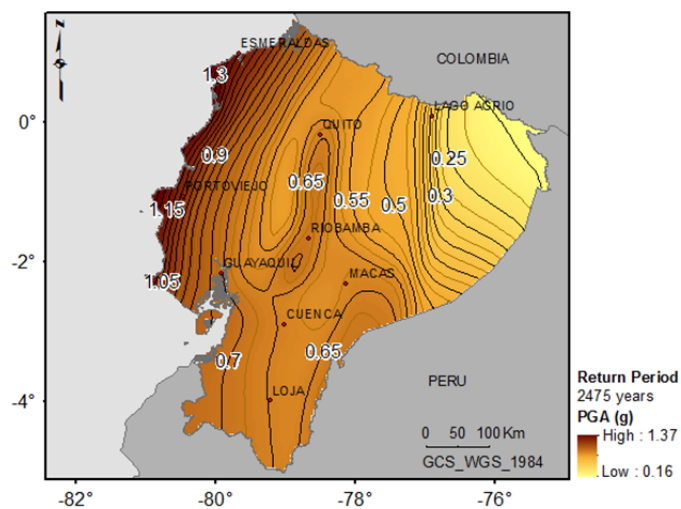 N
ESMERALDAS
COLOMBIA
1.3
LAGO AGRIO
0°
QUITO
0.9
0.25
0.65
PORTOVIEJO
0.55
0.5
0.3
1.15
RIOBAMBA
-2°
GUAYAQUIL
MACAS
1.05
CUENCA
0.65
0.7
PERU
LOJA
-4°
0 50 100 Km
GCS_WGS_1984
Return Period
2475 years
PGA (g)
High : 1.37
Low : 0.16
-82° -80° -78° -76°